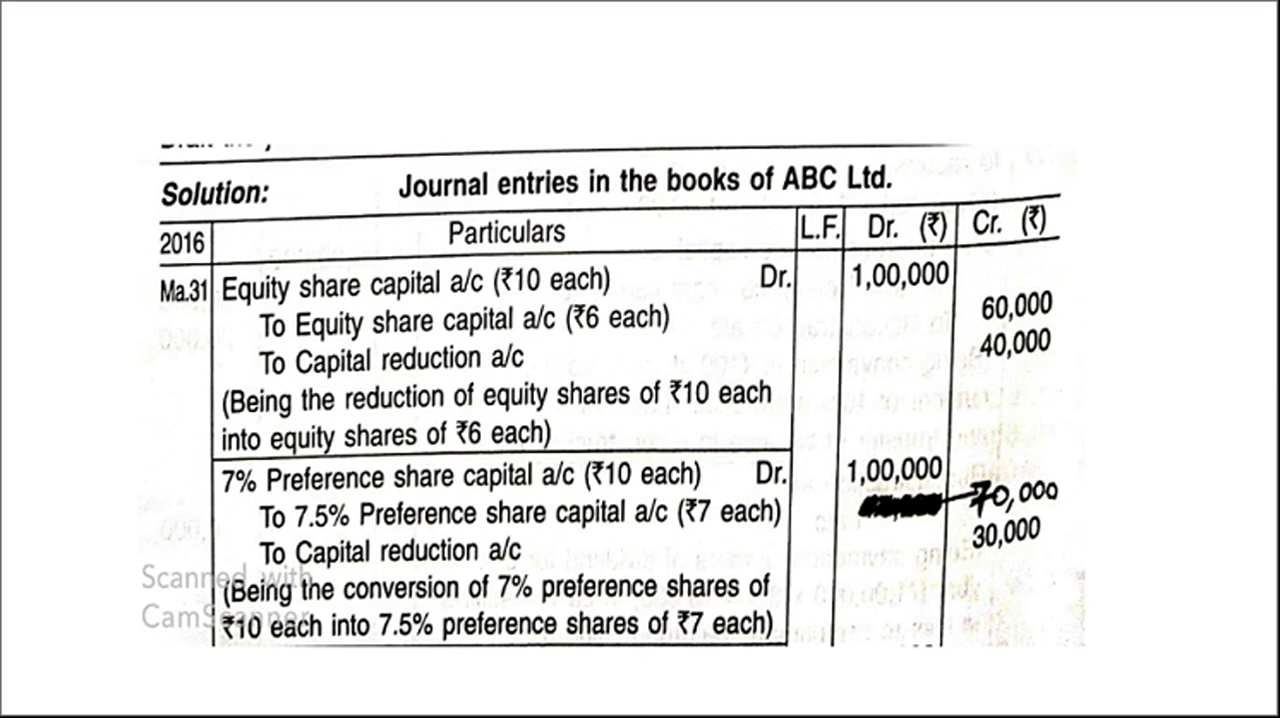 Solution: Journal entries in the books of ABC Ltd.
2016 Particulars L.F. Dr. (₹) Cr. (₹)
Ma.31 Equity share capital a/c (₹10 each) Dr. 1,00,000
To Equity share capital a/c (₹6 each) 60,000
To Capital reduction a/c 40,000
(Being the reduction of equity shares of ₹10 each
into equity shares of ₹6 each)
7% Preference share capital a/c (₹10 each) Dr. 1,00,000
To 7.5% Preference share capital a/c (₹7 each) 70,000
To Capital reduction a/c 30,000
(Being the conversion of 7% preference shares of
₹10 each into 7.5% preference shares of ₹7 each)
Scanned with
CamScanner